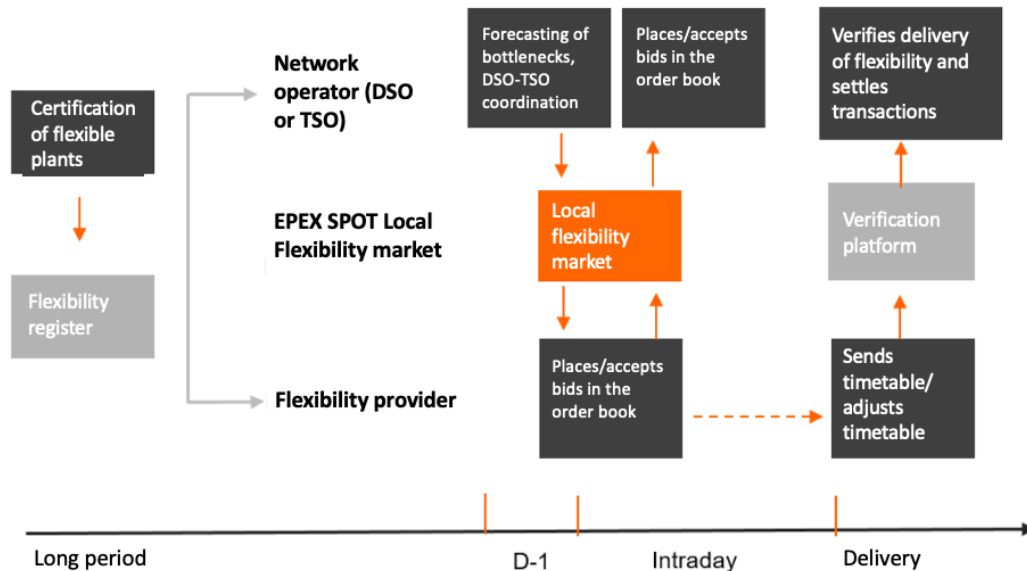 Certification
of flexible
plants
Flexibility
register
Network
operator (DSO
or TSO)
EPEX SPOT Local
Flexibility market
Flexibility provider
Forecasting of
bottlenecks,
DSO-TSO
coordination
Places/accepts
bids in the
order book
Verifies delivery
of flexibility and
settles
transactions
Local
flexibility
market
Verification
platform
Places/accepts
bids in the
order book
Sends
timetable/
adjusts
timetable
Long period
D-1
Intraday
Delivery